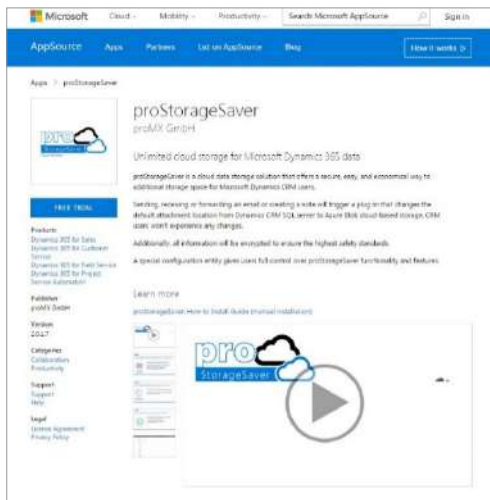 Microsoft Cloud Mobility Productivity Search Microsoft AppSource Sign in
AppSource Apps Partners List on AppSource Blog How it works
Apps > proStorageSaver
proStorageSaver
proMX GmbH
pro
Unlimited cloud storage for Microsoft Dynamics 365 data
proStorageSaver is a cloud data storage solution that offers a secure, easy, and economical way to
additional storage space for Microsoft Dynamics CRM users.
Sending, receiving or forwarding an email or creating a note will trigger a plug-in that changes the
default attachment location from Dynamics CRM SQL server to Azure Blob cloud-based storage. CRM
users won't experience any changes.
Additionally, all information will be encrypted to ensure the highest safety standards.
A special configuration entity gives users full control over proStorageSaver functionality and features.
FREE TRIAL
Products
Dynamics 365 for Sales
Dynamics 365 for Customer
Service
Dynamics 365 for Field Service
Dynamics 365 for Project
Service Automation
Publisher
proMX GmbH
Version
Categories
Collaboration
Productivity
Support
Support
Help
Legal
License Agreement
Privacy Policy
Learn more
proStorageSaver How to Install Guide (manual installation)
pro
StorageSaver